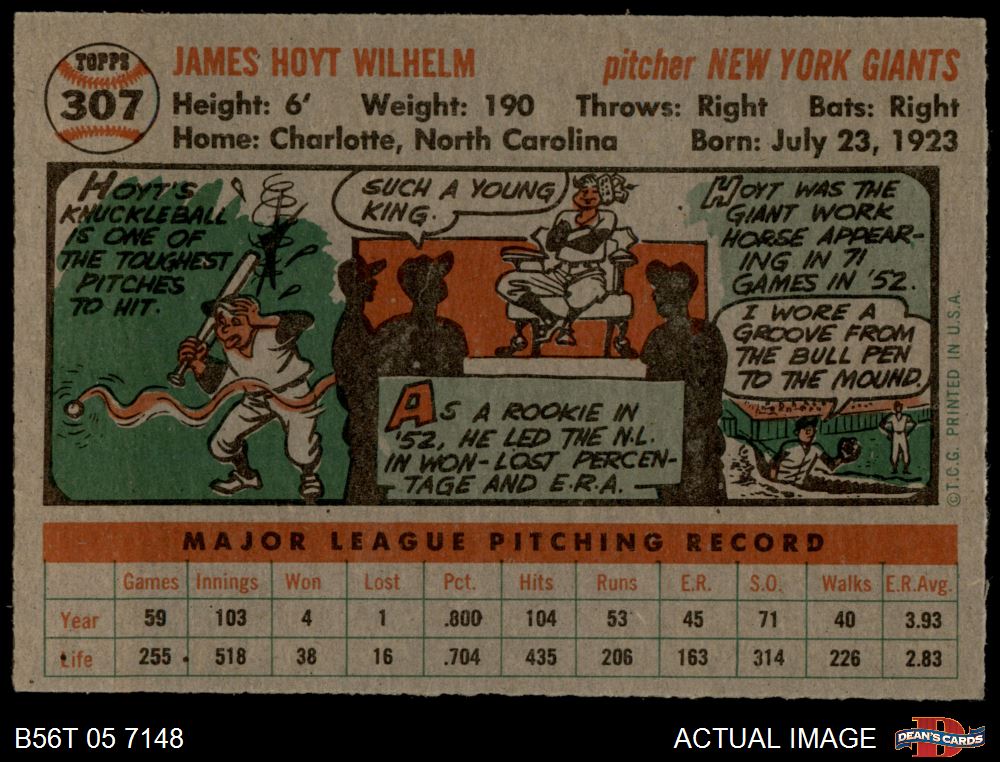 TOPPS
307
JAMES HOYT WILHELM pitcher NEW YORK GIANTS
Height: 6' Weight: 190 Throws: Right Bats: Right
Home: Charlotte, North Carolina Born: July 23, 1923
HOYT'S
KNUCKLEBALL
IS ONE OF
THE TOUGHEST
PITCHES
TO HIT.
SUCH A YOUNG
KING.
AS A ROOKIE IN
'52, HE LED THE N.L.
IN WON-LOST PERCEN-
TAGE AND E.R.A.
HOYT WAS THE
GIANT WORK
HORSE APPEAR-
ING IN 71
GAMES IN '52.
I WORE A
GROOVE FROM
THE BULL PEN
TO THE MOUND.
©T.C.G. PRINTED IN U.S.A.
MAJOR LEAGUE PITCHING RECORD
Games Innings Won Lost Pct. Hits Runs E.R. S.O. Walks E.R.Avg.
Year 59 103 4 1 .800 104 53 45 71 40 3.93
Life 255 518 38 16 .704 435 206 163 314 226 2.83
B56T 05 7148 ACTUAL IMAGE DEAN'S CARDS